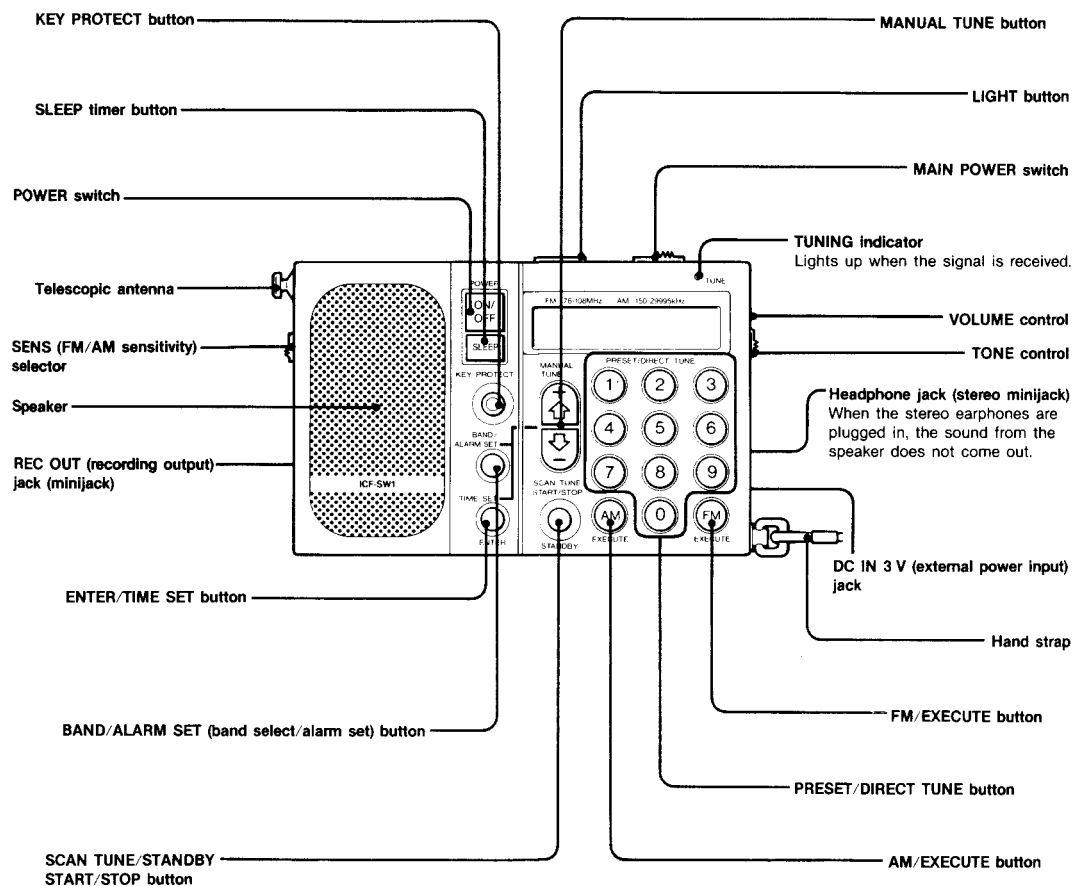 KEY PROTECT button
MANUAL TUNE button
SLEEP timer button
LIGHT button
MAIN POWER switch
POWER switch
TUNING indicator
Lights up when the signal is received.
Telescopic antenna
POWER
TUNE
ON/
OFF
FM 76-108MHz AM 150-29995kHz
VOLUME control
SENS (FM/AM sensitivity)
selector
SLEEP
TONE control
KEY PROTECT
MANUAL
TUNE
PRESET/DIRECT TUNE
+
1 2 3
Speaker
Headphone jack (stereo minijack)
When the stereo earphones are
plugged in, the sound from the
speaker does not come out.
4 5 6
BAND/
ALARM SET
−
REC OUT (recording output)
jack (minijack)
7 8 9
ICF-SW1
SCAN TUNE
START/STOP
TIME SET
AM 0 FM
ENTER
STANDBY
EXECUTE
EXECUTE
DC IN 3 V (external power input)
jack
ENTER/TIME SET button
Hand strap
FM/EXECUTE button
BAND/ALARM SET (band select/alarm set) button
PRESET/DIRECT TUNE button
SCAN TUNE/STANDBY
START/STOP button
AM/EXECUTE button